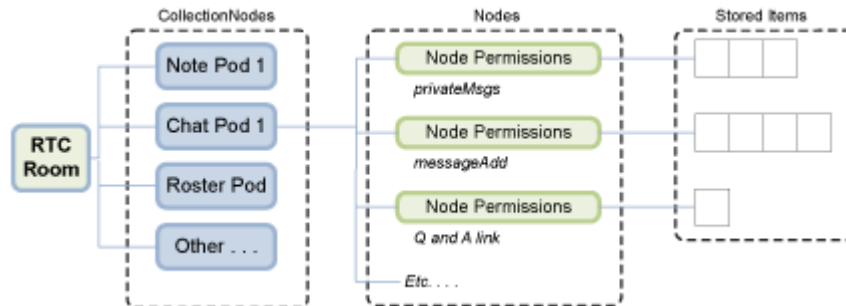 CollectionNodes
Nodes
Stored Items
RTC
Room
Note Pod 1
Chat Pod 1
Roster Pod
Other . . .
Node Permissions
privateMsgs
Node Permissions
messageAdd
Node Permissions
Q and A link
Etc. . . .